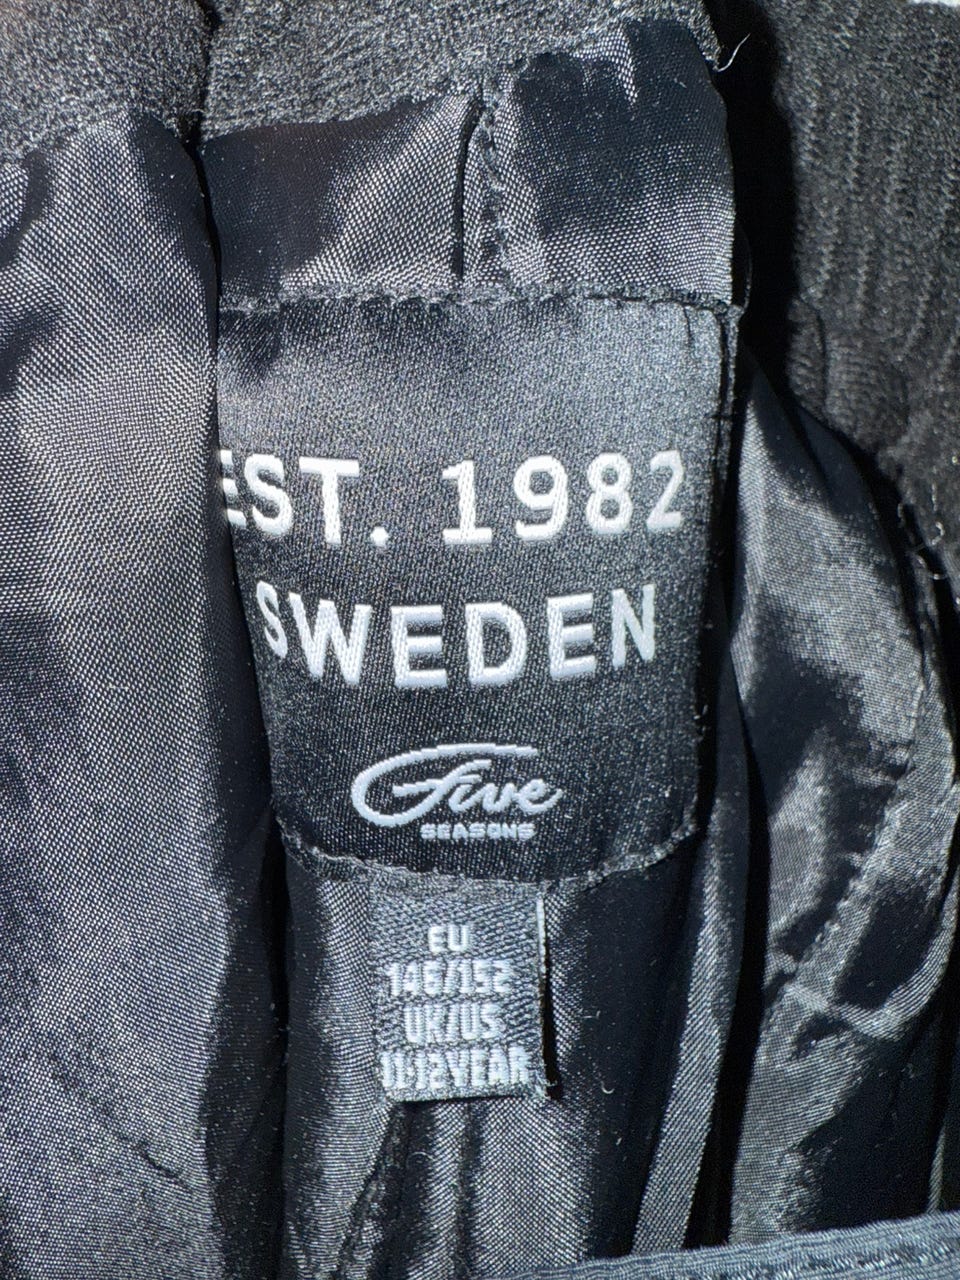 EST. 1982
SWEDEN
Five
SEASONS
EU
146/152
UK/US
11-12YEAR